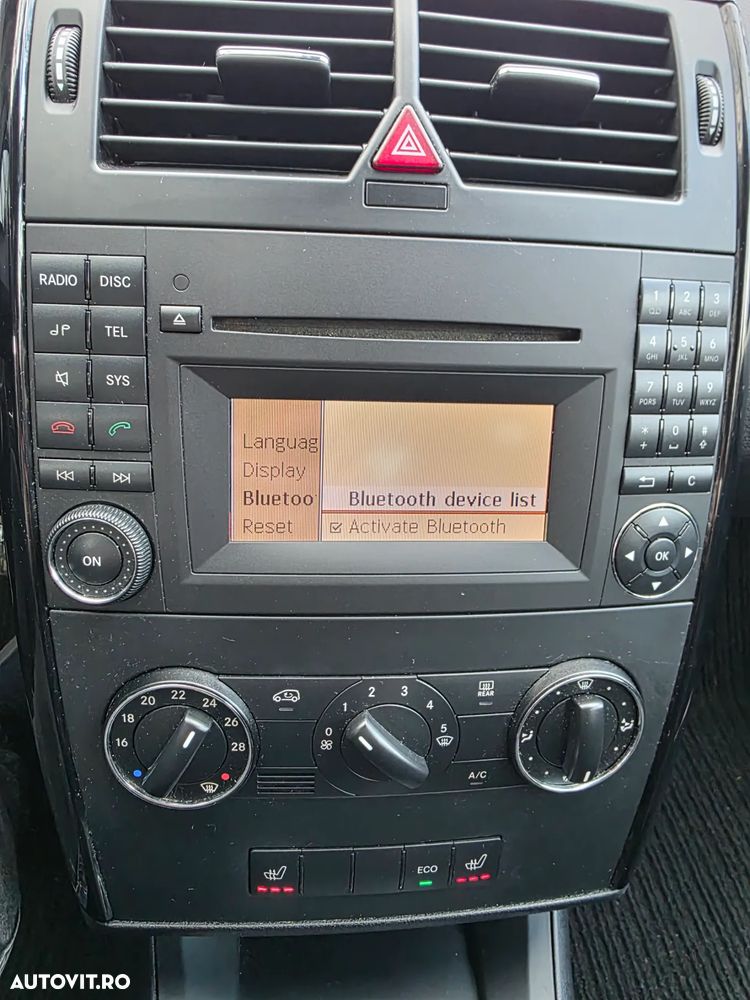 RADIO DISC
TEL
SYS
1 2 3
QⱢ ABC DEF
4 5 6
GHI JKL MNO
7 8 9
PQRS TUV WXYZ
* 0 #
+
C
Languag
Display
Bluetoo Bluetooth device list
Reset Activate Bluetooth
ON
OK
16 18 20 22 24 26 28
0 1 2 3 4 5
REAR
A/C
ECO
AUTOVIT.RO